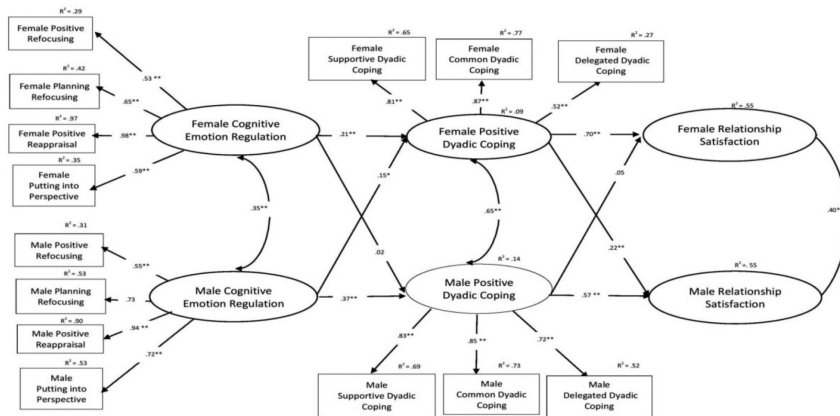 R² = .29
Female Positive
Refocusing
R² = .42
Female Planning
Refocusing
R² = .97
Female Positive
Reappraisal
R² = .35
Female
Putting into
Perspective
.53 **
.65**
.98**
.59**
Female Cognitive
Emotion Regulation
R² = .31
Male Positive
Refocusing
R² = .53
Male Planning
Refocusing
R² = .90
Male Positive
Reappraisal
R² = .53
Male
Putting into
Perspective
.55**
.73
.94 **
.72**
Male Cognitive
Emotion Regulation
.35**
.21**
.15*
.02
.37**
R² = .65
Female
Supportive Dyadic
Coping
R² = .77
Female
Common Dyadic
Coping
R² = .27
Female
Delegated Dyadic
Coping
.81**
.87**
.52**
R² = .09
Female Positive
Dyadic Coping
.65**
R² = .14
Male Positive
Dyadic Coping
.83**
.85 **
.72**
R² = .69
Male
Supportive Dyadic
Coping
R² = .73
Male
Common Dyadic
Coping
R² = .52
Male
Delegated Dyadic
Coping
.70**
.05
.22**
.57 **
R² = .55
Female Relationship
Satisfaction
.40*
R² = .55
Male Relationship
Satisfaction